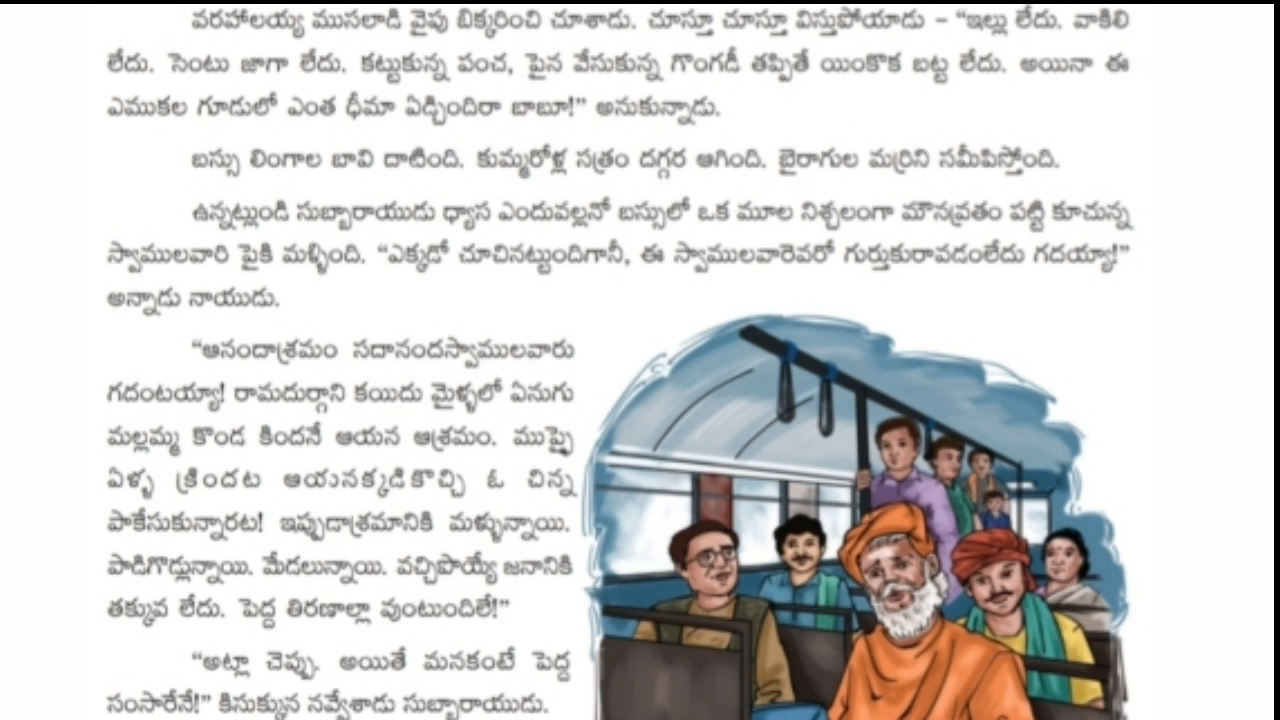 వరహాలయ్య ముసలాడి వైపు బిక్కరించి చూశాడు. చూస్తూ చూస్తూ విస్తుపోయాడు – “ఇల్లు లేదు. వాకిలి
లేదు. సెంటు జాగా లేదు. కట్టుకున్న పంచ, పైన వేసుకున్న గొంగడీ తప్పితే యింకొక బట్ట లేదు. అయినా ఈ
ఎముకల గూడులో ఎంత ధీమా ఏడ్చిందిరా బాబూ!” అనుకున్నాడు.
బస్సు లింగాల బావి దాటింది. కుమ్మరోళ్ల సత్రం దగ్గర ఆగింది. బైరాగుల మర్రిని సమీపిస్తోంది.
ఉన్నట్లుండి సుబ్బారాయుడు ధ్యాస ఎందువల్లనో బస్సులో ఒక మూల నిశ్చలంగా మౌనవ్రతం పట్టి కూచున్న
స్వాములవారి పైకి మళ్ళింది. “ఎక్కడో చూచినట్టుందిగానీ, ఈ స్వాములవారెవరో గుర్తుకురావడంలేదు గదయ్యా!”
అన్నాడు నాయుడు.
“ఆనందాశ్రమం సదానందస్వాములవారు
గదంటయ్యా! రామదుర్గాని కయిదు మైళ్ళలో ఏనుగు
మల్లమ్మ కొండ కిందనే ఆయన ఆశ్రమం. ముప్పై
ఏళ్ళ క్రిందట ఆయనక్కడికొచ్చి ఓ చిన్న
పాకేసుకున్నారట! ఇప్పుడాశ్రమానికి మళ్ళున్నాయి.
పాడిగొడ్లున్నాయి. మేడలున్నాయి. వచ్చిపొయ్యే జనానికి
తక్కువ లేదు. పెద్ద తిరణాల్లా వుంటుందిలే!”
“అట్లా చెప్పు. అయితే మనకంటే పెద్ద
సంసారేనే!” కిసుక్కున నవ్వేశాడు సుబ్బారాయుడు.